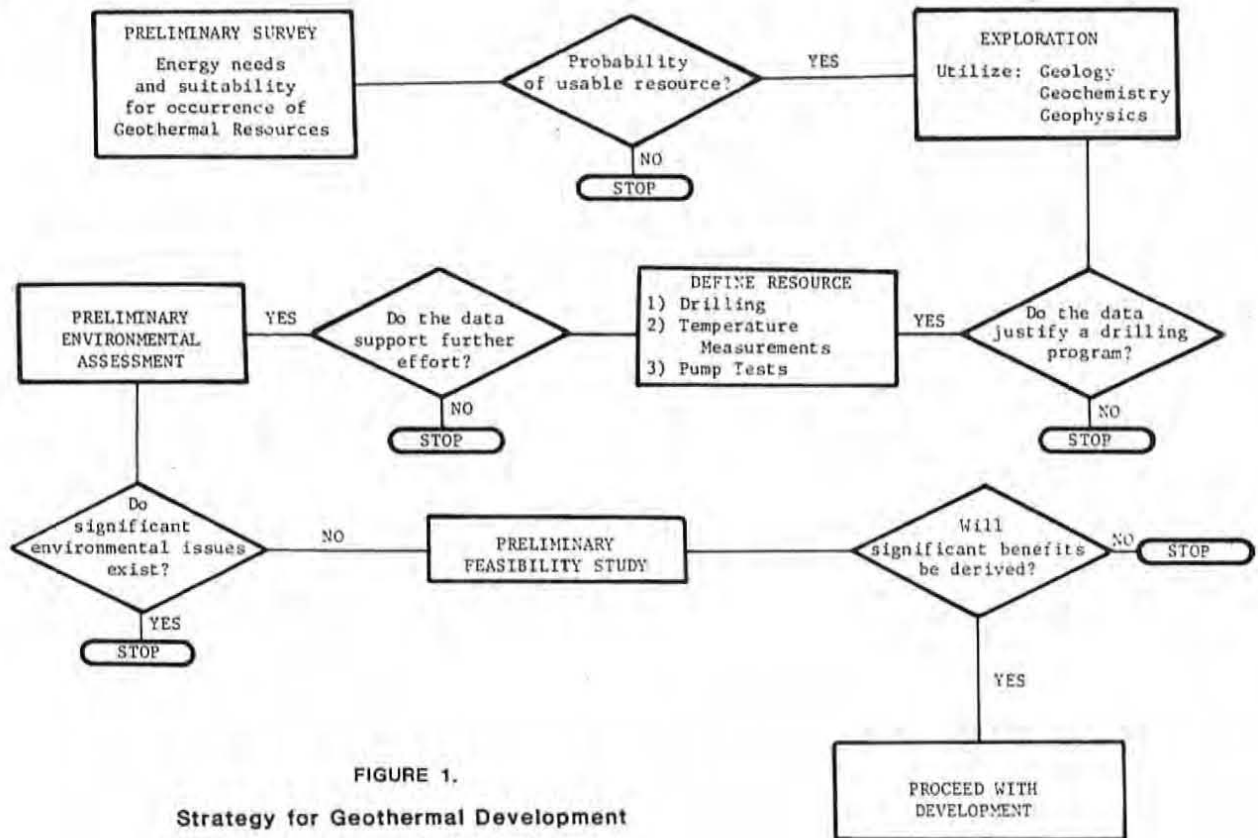 PRELIMINARY SURVEY
Energy needs
and suitability
for occurrence of
Geothermal Resources
Probability
of usable resource?
YES
NO
STOP
EXPLORATION
Utilize: Geology
Geochemistry
Geophysics
Do the data
justify a drilling
program?
NO
STOP
YES
DEFINE RESOURCE
1) Drilling
2) Temperature
Measurements
3) Pump Tests
Do the data
support further
effort?
NO
STOP
YES
PRELIMINARY
ENVIRONMENTAL
ASSESSMENT
Do
significant
environmental issues
exist?
YES
STOP
NO
PRELIMINARY
FEASIBILITY STUDY
Will
significant benefits
be derived?
NO
STOP
YES
PROCEED WITH
DEVELOPMENT
FIGURE 1.
Strategy for Geothermal Development